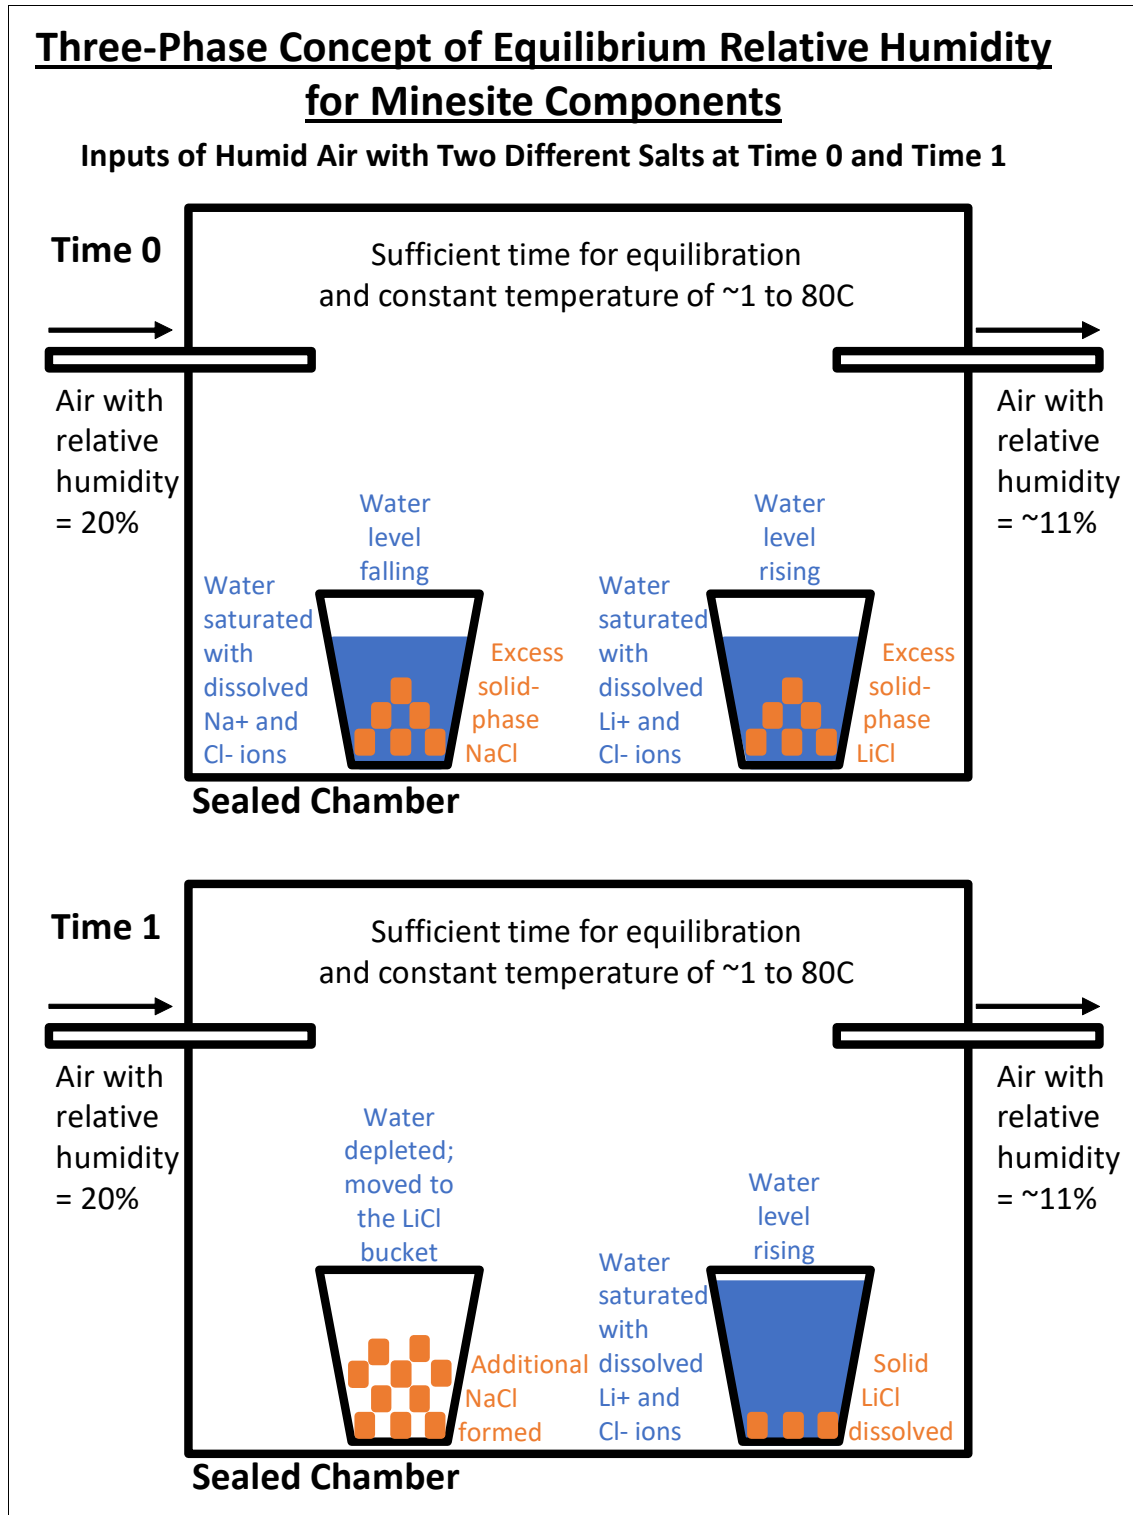 Three-Phase Concept of Equilibrium Relative Humidity
for Minesite Components
Inputs of Humid Air with Two Different Salts at Time 0 and Time 1
Time 0
Sufficient time for equilibration
and constant temperature of ~1 to 80C
Air with
relative
humidity
= 20%
Air with
relative
humidity
= ~11%
Water
level
falling
Water
saturated
with
dissolved
Na+ and
Cl- ions
Excess
solid-
phase
NaCl
Water
level
rising
Water
saturated
with
dissolved
Li+ and
Cl- ions
Excess
solid-
phase
LiCl
Sealed Chamber
Time 1
Sufficient time for equilibration
and constant temperature of ~1 to 80C
Air with
relative
humidity
= 20%
Air with
relative
humidity
= ~11%
Water
depleted;
moved to
the LiCl
bucket
Additional
NaCl
formed
Water
level
rising
Water
saturated
with
dissolved
Li+ and
Cl- ions
Solid
LiCl
dissolved
Sealed Chamber